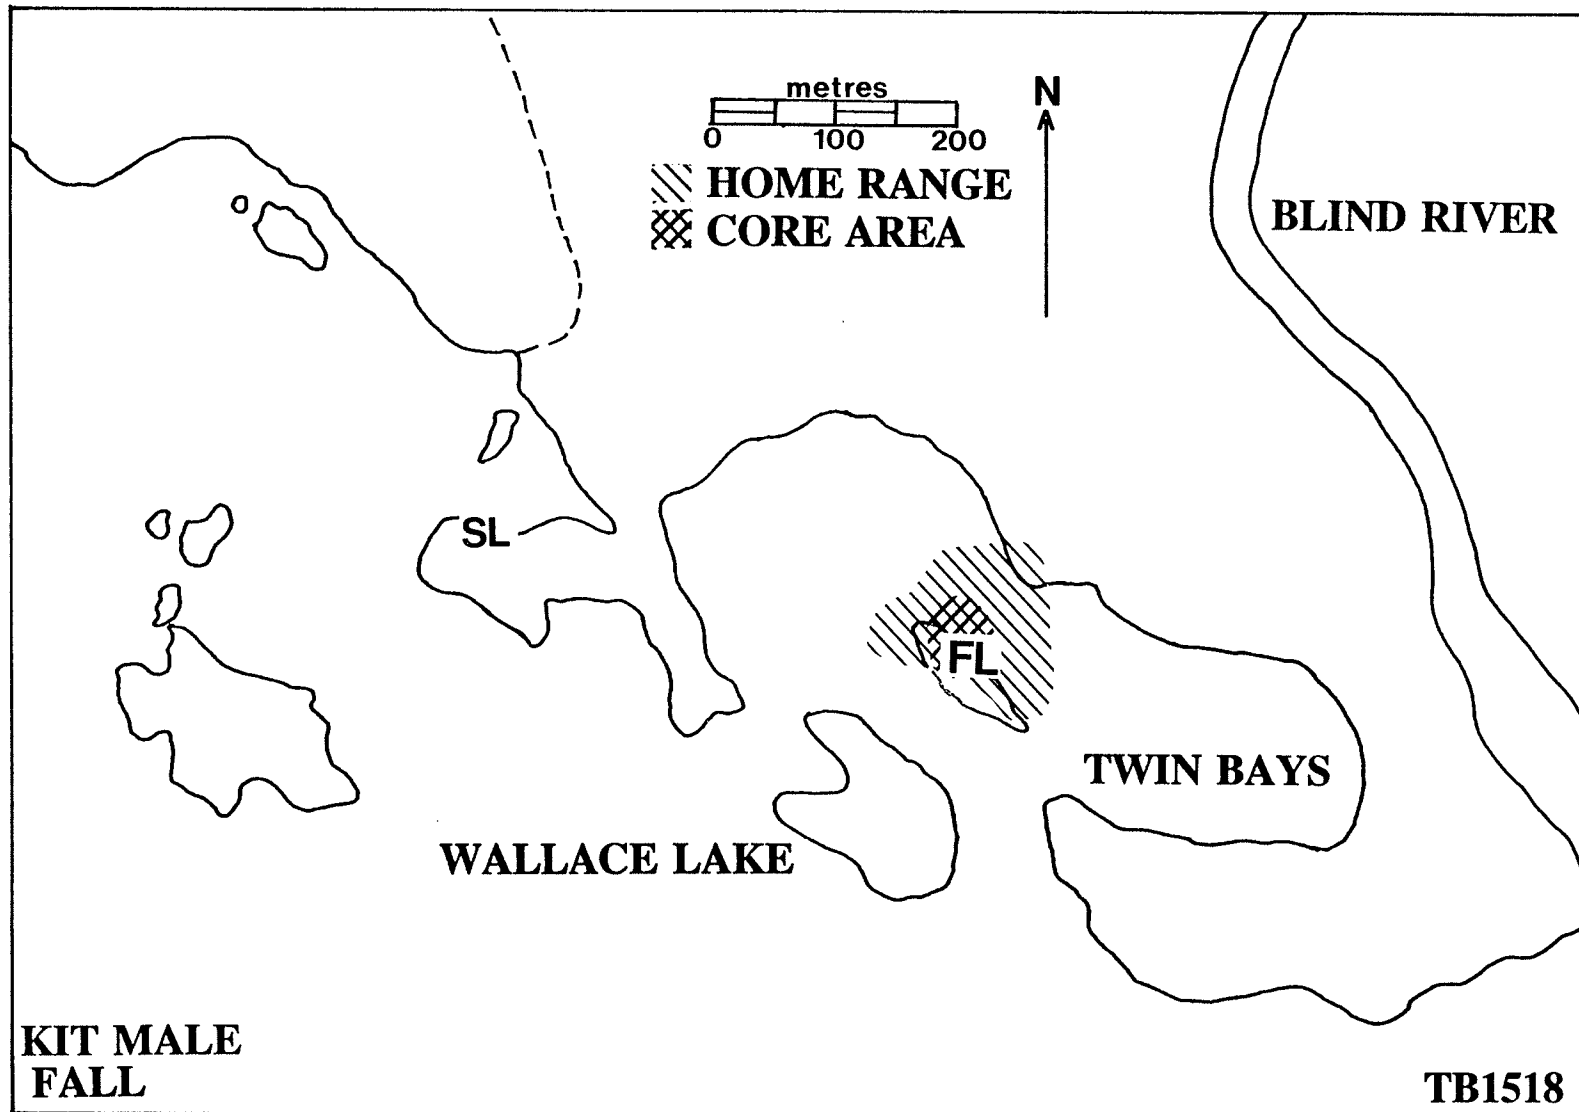 metres
0 100 200
N
HOME RANGE
CORE AREA
BLIND RIVER
SL
FL
TWIN BAYS
WALLACE LAKE
KIT MALE
FALL
TB1518